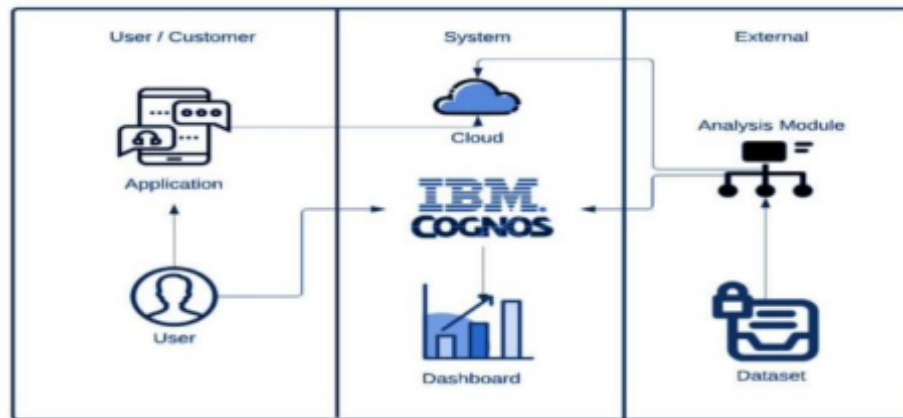 User / Customer
System
External
Cloud
Analysis Module
Application
IBM.
COGNOS
User
Dashboard
Dataset